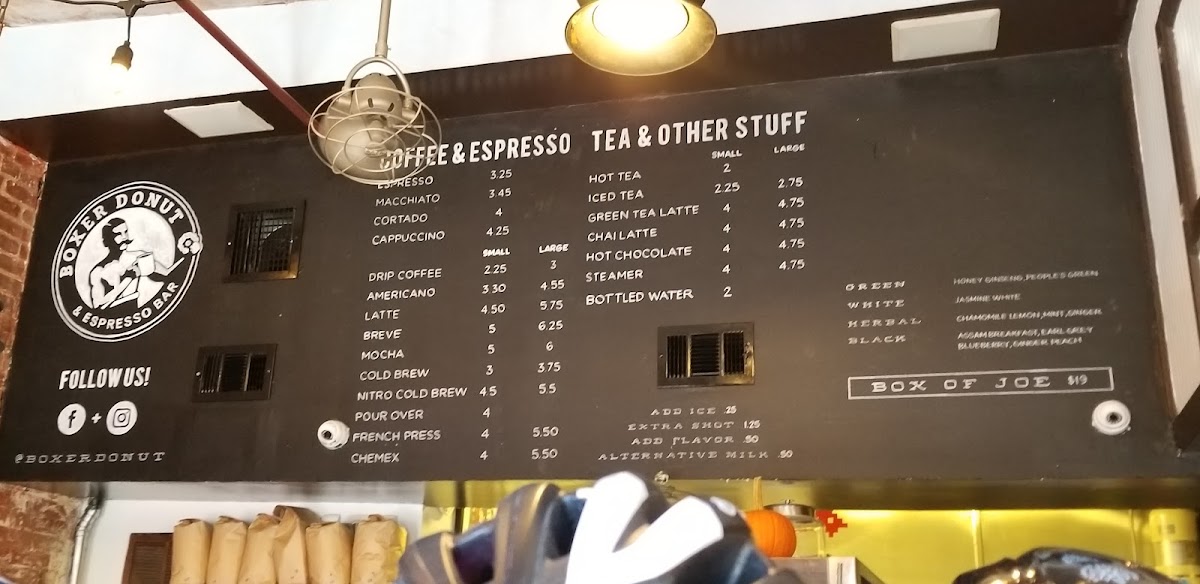 BOXER DONUT
& ESPRESSO BAR
FOLLOW US!
f + 
@BOXERDONUT
COFFEE & ESPRESSO
ESPRESSO 3.25
MACCHIATO 3.45
CORTADO 4
CAPPUCCINO 4.25
SMALL LARGE
DRIP COFFEE 2.25 3
AMERICANO 3.30 4.55
LATTE 4.50 5.75
BREVE 5 6.25
MOCHA 5 6
COLD BREW 3 3.75
NITRO COLD BREW 4.5 5.5
POUR OVER 4
FRENCH PRESS 4 5.50
CHEMEX 4 5.50
TEA & OTHER STUFF
SMALL LARGE
HOT TEA 2
ICED TEA 2.25 2.75
GREEN TEA LATTE 4 4.75
CHAI LATTE 4 4.75
HOT CHOCOLATE 4 4.75
STEAMER 4 4.75
BOTTLED WATER 2
ADD ICE .25
EXTRA SHOT 1.25
ADD FLAVOR .50
ALTERNATIVE MILK .50
GREEN HONEY GINSENG, PEOPLE'S GREEN
WHITE JASMINE WHITE
HERBAL CHAMOMILE LEMON, MINT, GINGER
BLACK ASSAM BREAKFAST, EARL GREY
BLUEBERRY, GINGER PEACH
BOX OF JOE $19